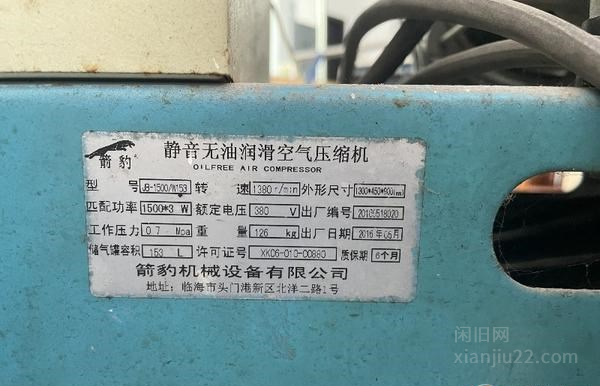 箭豹
静音无油润滑空气压缩机
OILFREE AIR COMPRESSOR
型 号 JB-1500/W153 转 速 1380 r/min 外形尺寸 1300*450*900mm
匹配功率 1500*3 W 额定电压 380 V 出厂编号
工作压力 0.7 Mpa 重 量 126 kg 出厂日期 2016年05月
储气罐容积 153 L 许可证号 XK06-010-00880 质保期 6个月
箭豹机械设备有限公司
地址: 临海市头门港新区北洋二路1号
闲旧网
xianjiu22.com